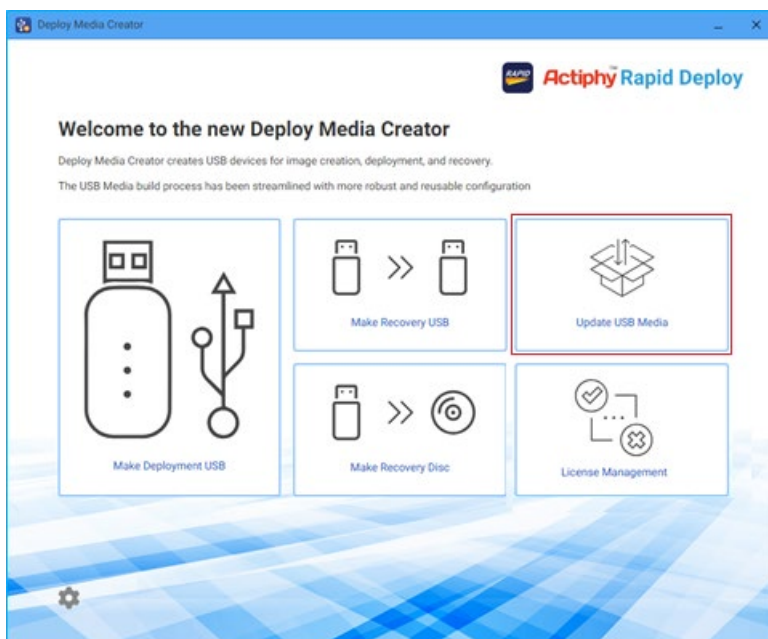 Deploy Media Creator
RAPID Actiphy™ Rapid Deploy
Welcome to the new Deploy Media Creator
Deploy Media Creator creates USB devices for image creation, deployment, and recovery.
The USB Media build process has been streamlined with more robust and reusable configuration
Make Deployment USB
Make Recovery USB
Update USB Media
Make Recovery Disc
License Management